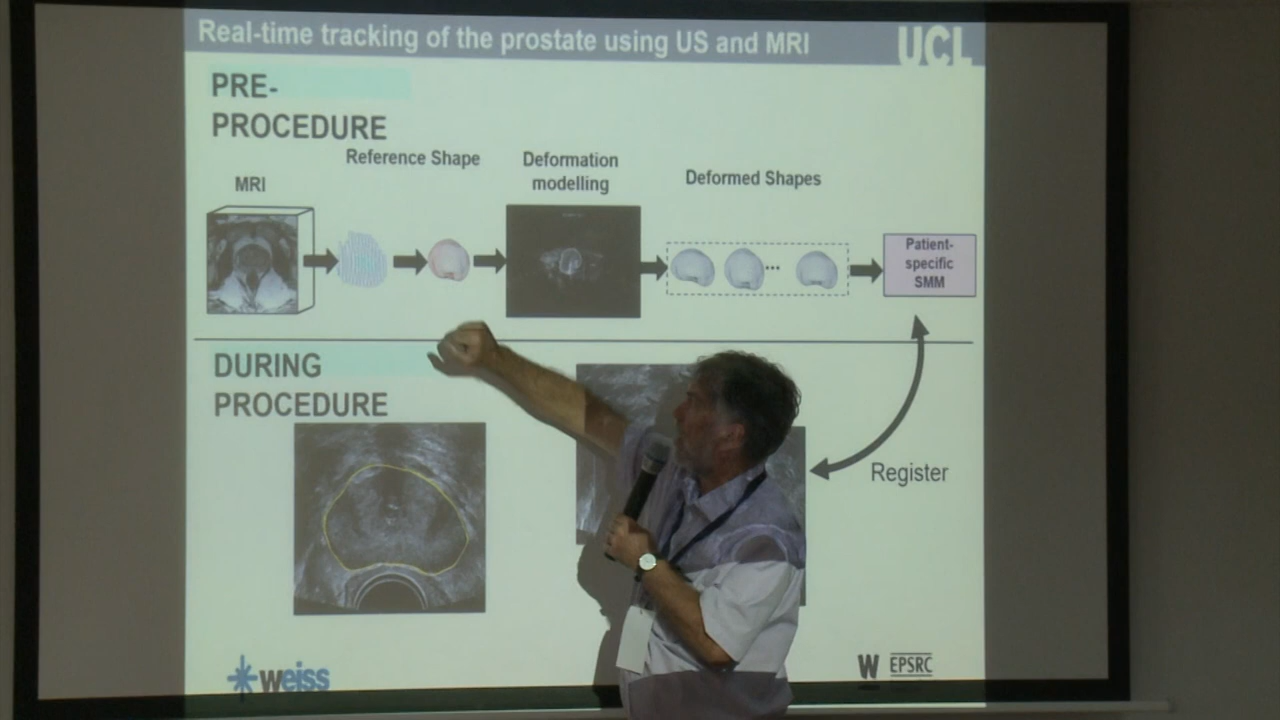 Real-time tracking of the prostate using US and MRI
UCL
PRE-
PROCEDURE
Reference Shape
Deformation
modelling
Deformed Shapes
MRI
Patient-
specific
SMM
...
DURING
PROCEDURE
Register
weiss
W EPSRC